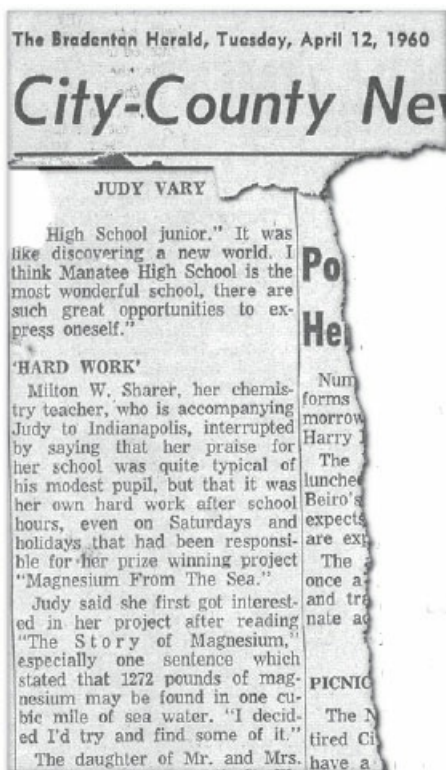 The Bradenton Herald, Tuesday, April 12, 1960
City-County Ne
JUDY VARY
High School junior." It was
like discovering a new world. I
think Manatee High School is the
most wonderful school, there are
such great opportunities to ex-
press oneself."
'HARD WORK'
Milton W. Sharer, her chemis-
try teacher, who is accompanying
Judy to Indianapolis, interrupted
by saying that her praise for
her school was quite typical of
his modest pupil, but that it was
her own hard work after school
hours, even on Saturdays and
holidays that had been responsi-
ble for her prize winning project
"Magnesium From The Sea."
Judy said she first got interest-
ed in her project after reading
"The Story of Magnesium,"
especially one sentence which
stated that 1272 pounds of mag-
nesium may be found in one cu-
bic mile of sea water. "I decid-
ed I'd try and find some of it."
The daughter of Mr. and Mrs.
Po
He
Num
forms
morrow
Harry
The
lunche
Beiro's
expects
are exp
The
once a
and tra
nate ac
PICNIC
The N
tired Ci
have a